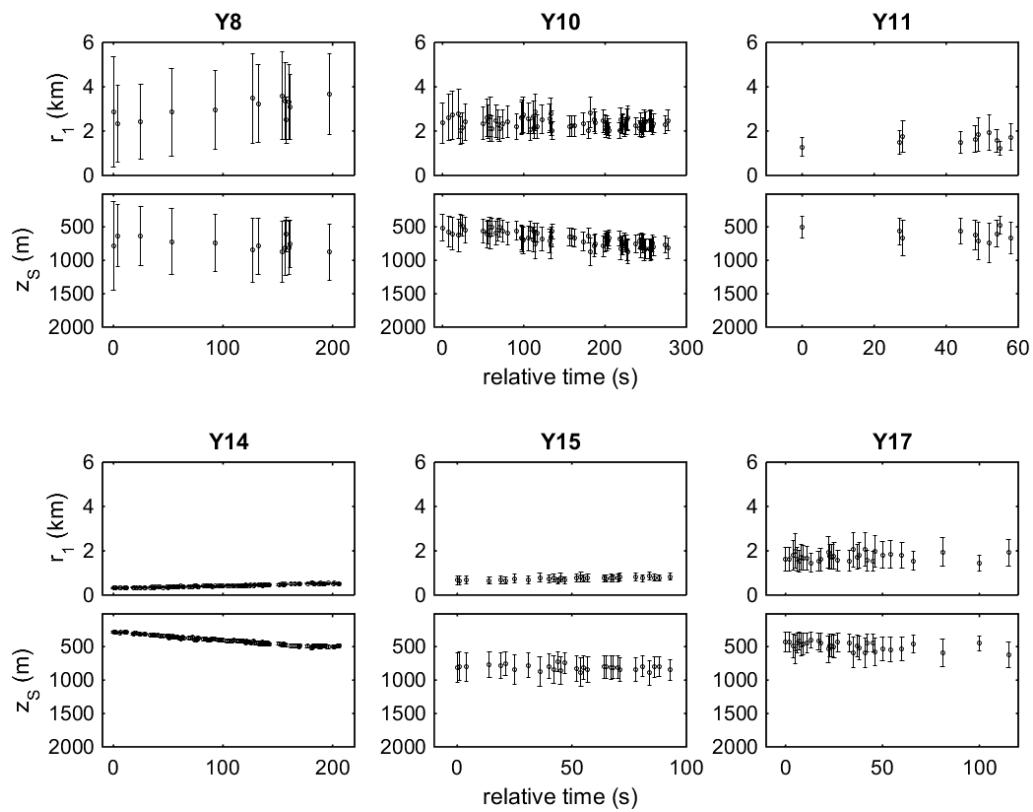 Y8 Y10 Y11
6 6 6
r1 (km) 4 4 4
2 2 2
0 0 0
zS (m) 500 500 500
1000 1000 1000
1500 1500 1500
2000 2000 2000
0 100 200 0 100 200 300 0 20 40 60
relative time (s)
Y14 Y15 Y17
6 6 6
r1 (km) 4 4 4
2 2 2
0 0 0
zS (m) 500 500 500
1000 1000 1000
1500 1500 1500
2000 2000 2000
0 100 200 0 50 100 0 50 100
relative time (s)